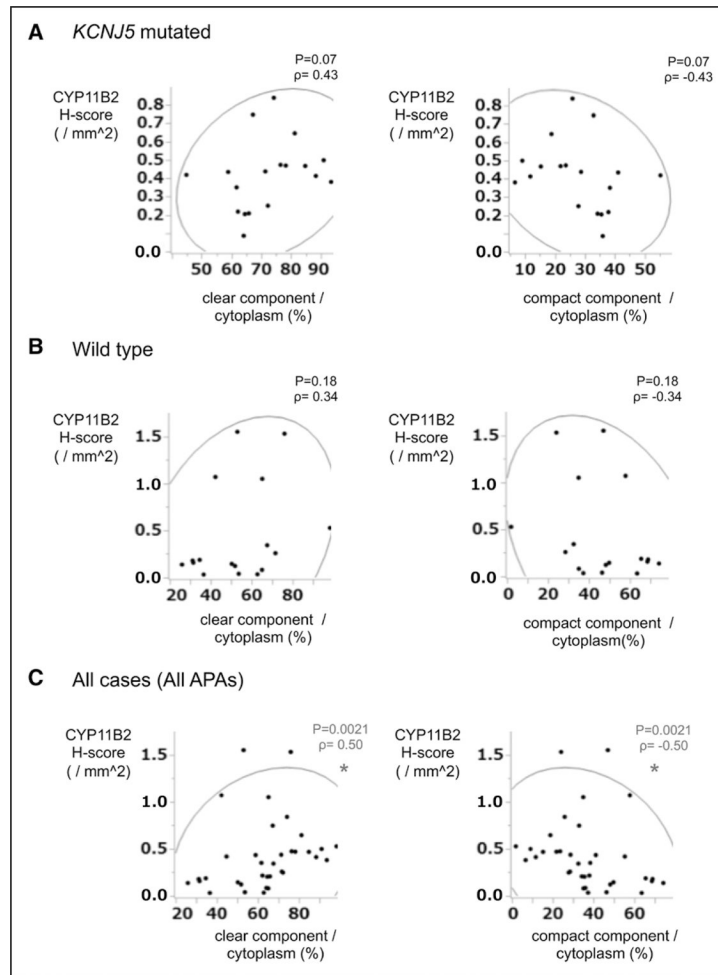 A KCNJ5 mutated
P=0.07
ρ= 0.43
CYP11B2
H-score
( / mm^2)
0.8
0.7
0.6
0.5
0.4
0.3
0.2
0.0
50 60 70 80 90
clear component /
cytoplasm (%)
P=0.07
ρ= -0.43
CYP11B2
H-score
( / mm^2)
0.8
0.7
0.6
0.5
0.4
0.3
0.2
0.0
10 20 30 40 50
compact component /
cytoplasm (%)
B Wild type
P=0.18
ρ= 0.34
CYP11B2
H-score
( / mm^2)
1.5
1.0
0.5
0.0
20 40 60 80
clear component /
cytoplasm (%)
P=0.18
ρ= -0.34
CYP11B2
H-score
( / mm^2)
1.5
1.0
0.5
0.0
0 20 40 60
compact component /
cytoplasm(%)
C All cases (All APAs)
P=0.0021
ρ= 0.50
*
CYP11B2
H-score
( / mm^2)
1.5
1.0
0.5
0.0
20 40 60 80
clear component /
cytoplasm (%)
P=0.0021
ρ= -0.50
*
CYP11B2
H-score
( / mm^2)
1.5
1.0
0.5
0.0
0 20 40 60
compact component /
cytoplasm (%)